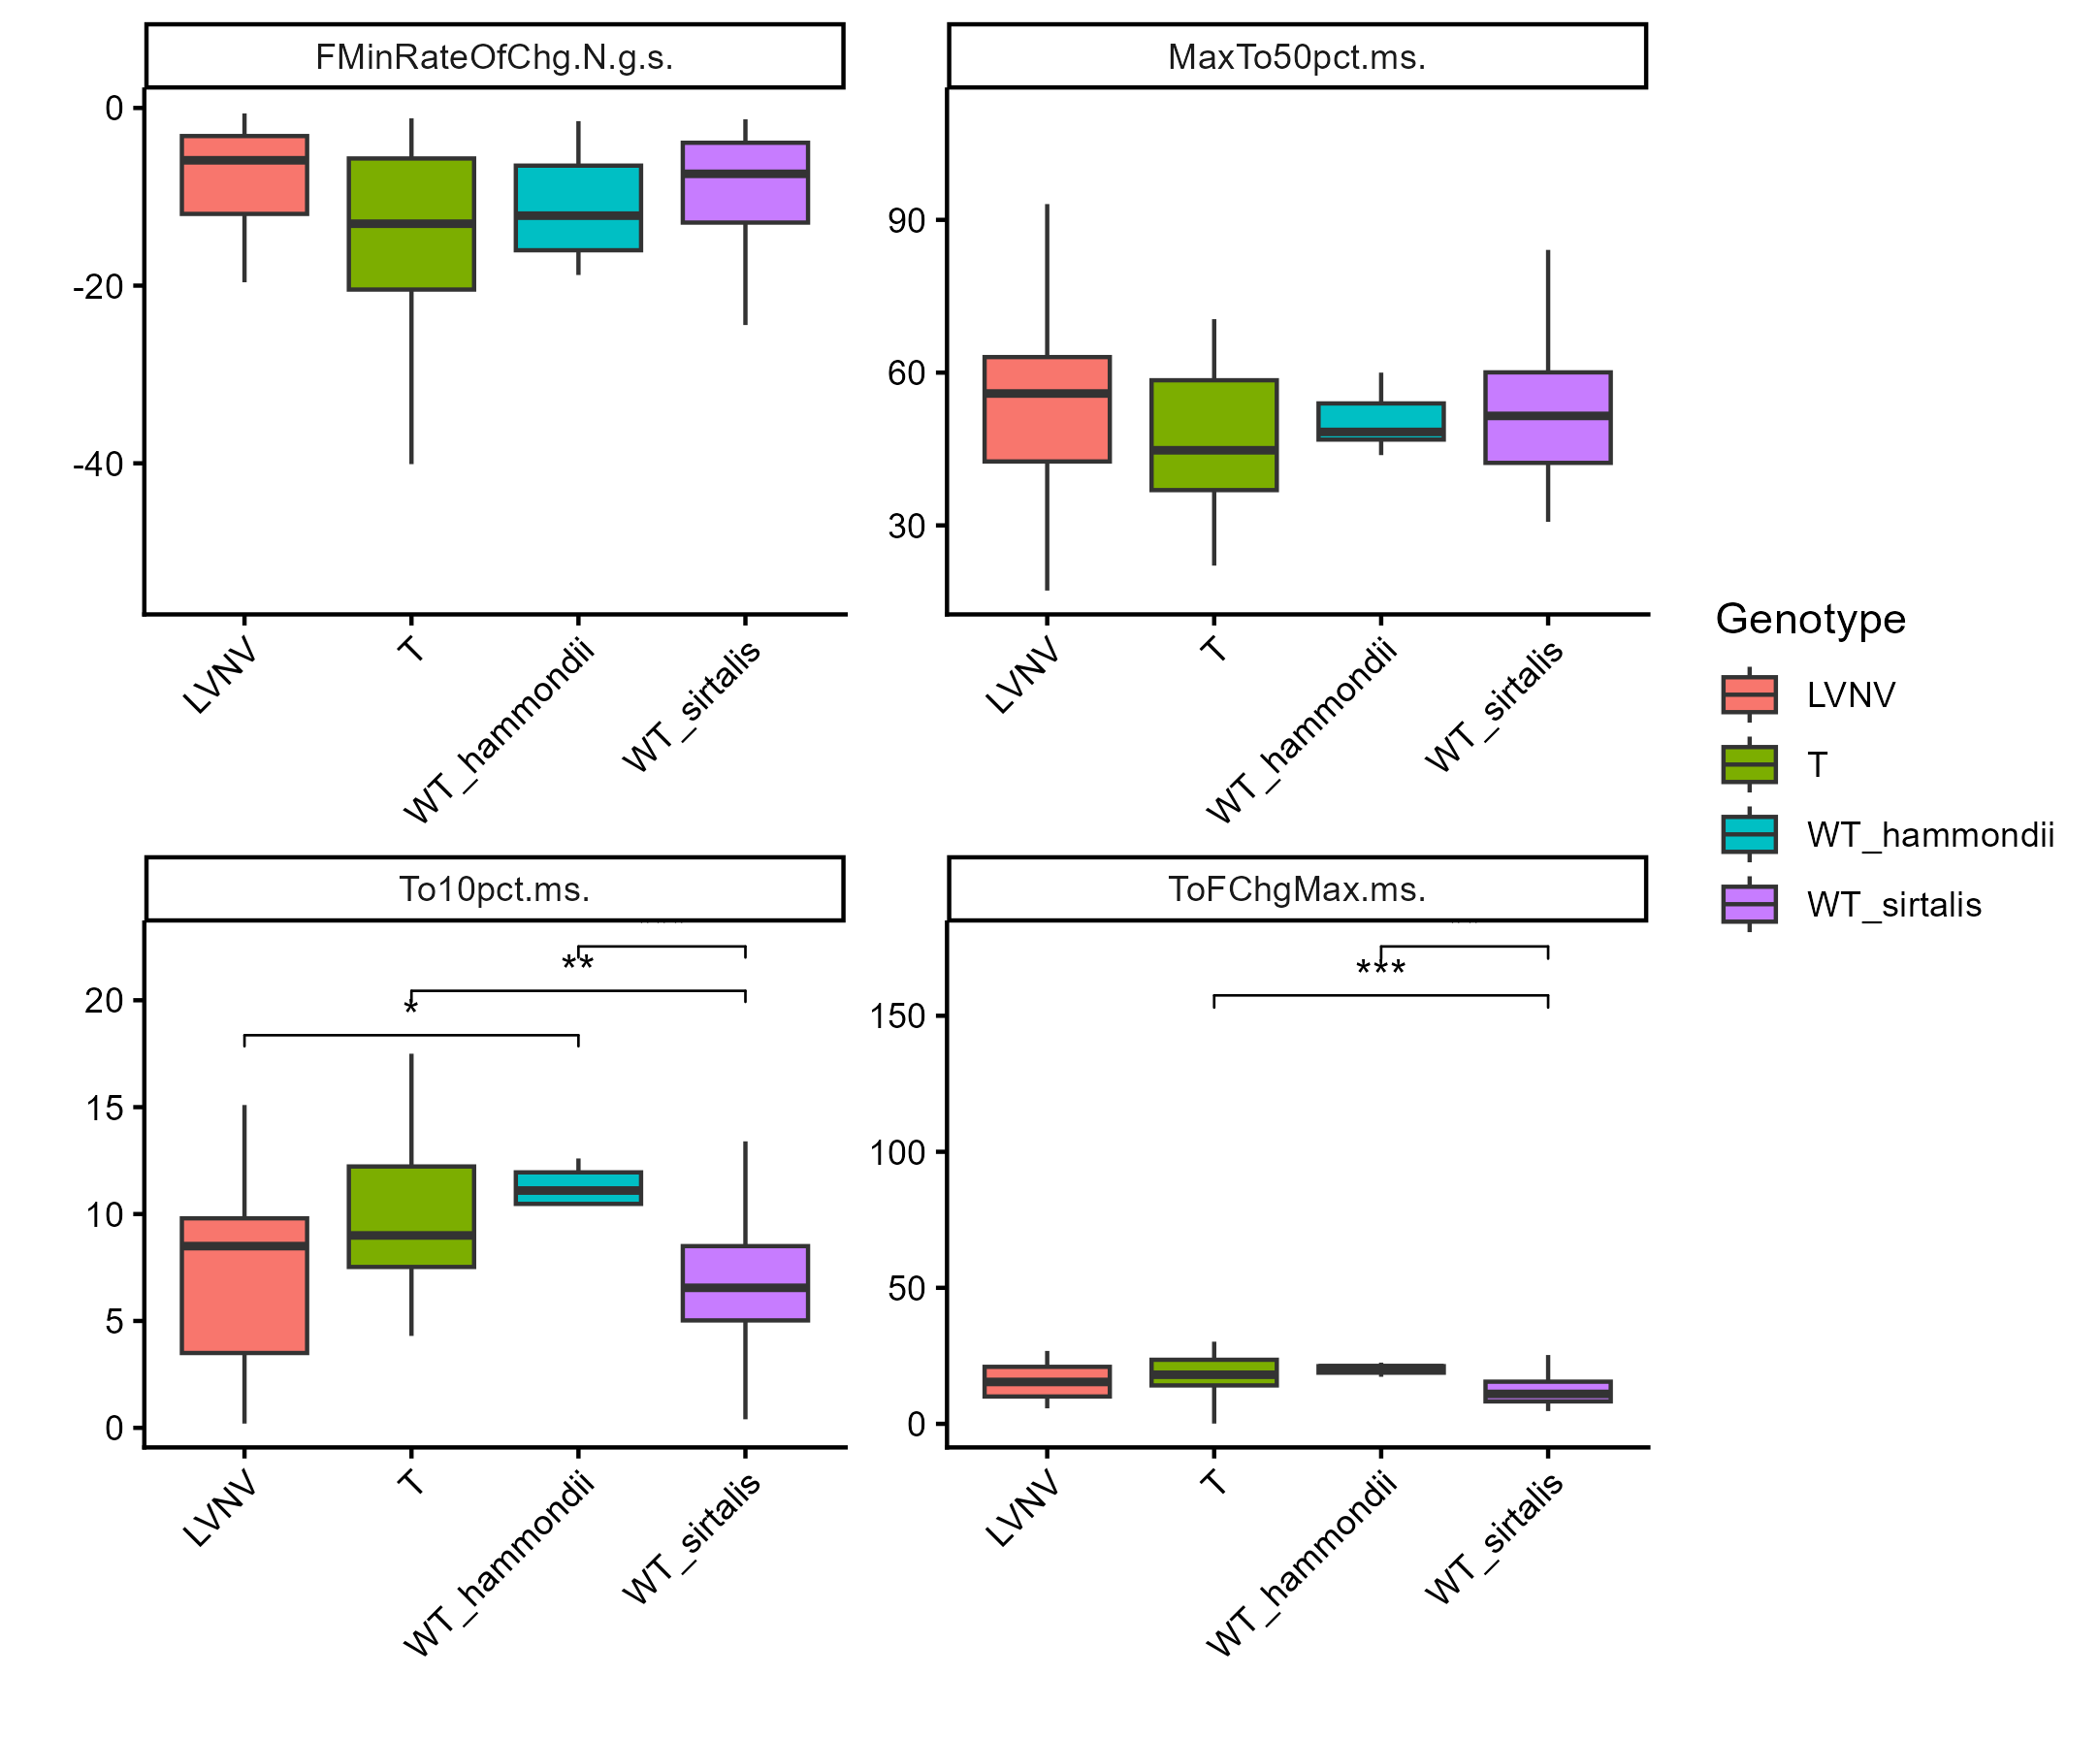 FMinRateOfChg.N.g.s.
0
-20
-40
LVNV
T
WT_hammondii
WT_sirtalis
MaxTo50pct.ms.
90
60
30
LVNV
T
WT_hammondii
WT_sirtalis
To10pct.ms.
**
*
20
15
10
5
0
LVNV
T
WT_hammondii
WT_sirtalis
ToFChgMax.ms.
***
150
100
50
0
LVNV
T
WT_hammondii
WT_sirtalis
Genotype
LVNV
T
WT_hammondii
WT_sirtalis